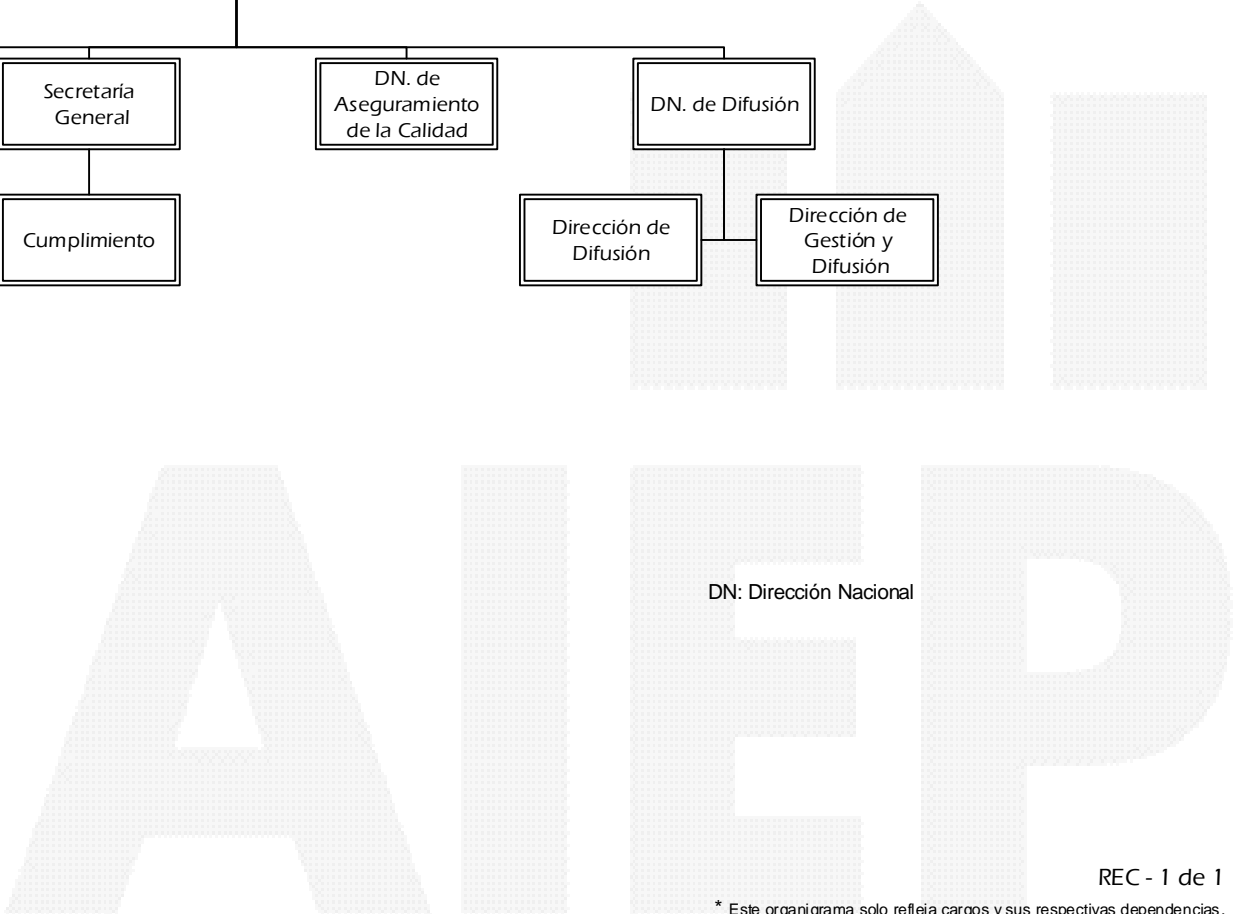 Secretaría
General
DN. de
Aseguramiento
de la Calidad
DN. de Difusión
Cumplimiento
Dirección de
Difusión
Dirección de
Gestión y
Difusión
DN: Dirección Nacional
AIEP
REC - 1 de 1
* Este organigrama solo refleja cargos y sus respectivas dependencias.